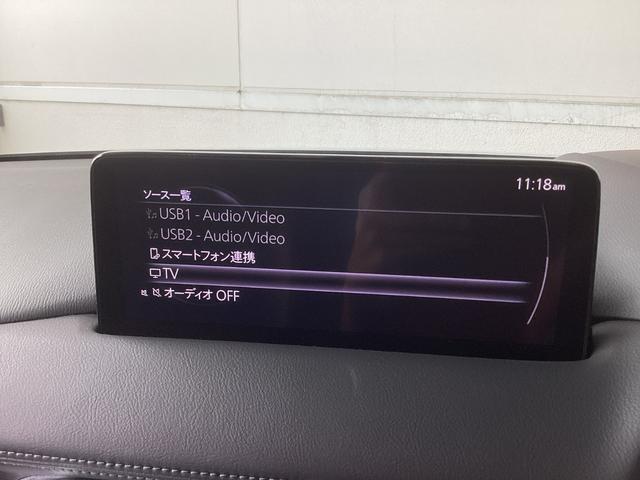 11:18am
ソース一覧
USB1 - Audio/Video
USB2 - Audio/Video
スマートフォン連携
TV
オーディオ OFF